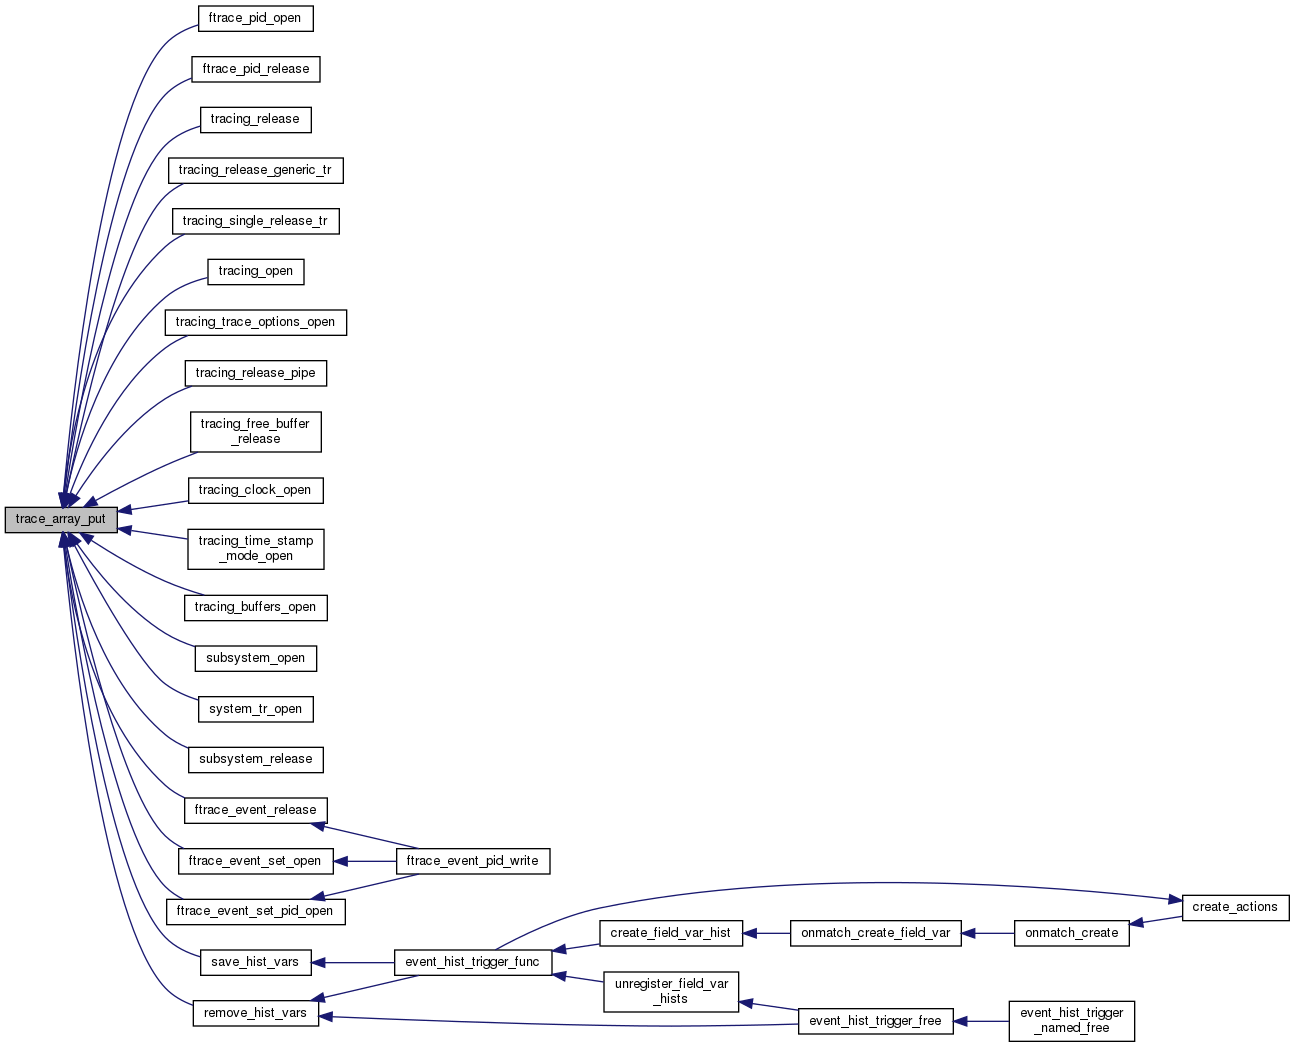 ftrace_pid_open
ftrace_pid_release
tracing_release
tracing_release_generic_tr
tracing_single_release_tr
tracing_open
tracing_trace_options_open
tracing_release_pipe
tracing_free_buffer
_release
tracing_clock_open
trace_array_put
tracing_time_stamp
_mode_open
tracing_buffers_open
subsystem_open
system_tr_open
subsystem_release
ftrace_event_release
ftrace_event_set_open
ftrace_event_pid_write
ftrace_event_set_pid_open
create_actions
create_field_var_hist
onmatch_create_field_var
onmatch_create
save_hist_vars
event_hist_trigger_func
unregister_field_var
_hists
remove_hist_vars
event_hist_trigger_free
event_hist_trigger
_named_free